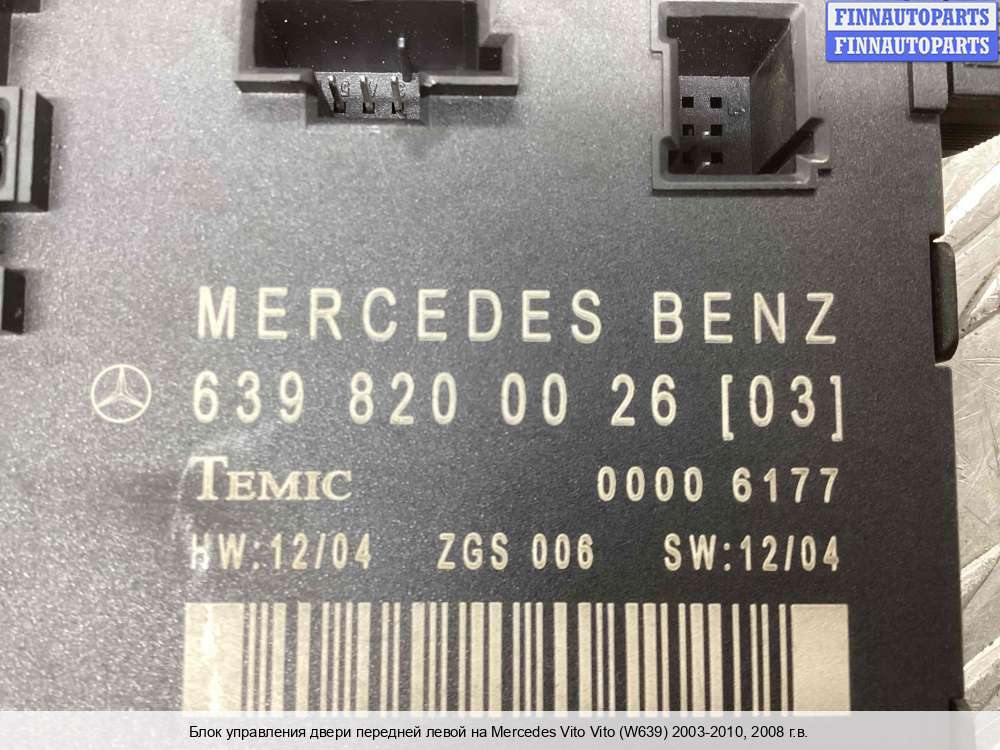 FINNAUTOPARTS
FINNAUTOPARTS
MERCEDES BENZ
639 820 00 26 [03]
TEMIC 0000 6177
HW:12/04 ZGS 006 SW:12/04
Блок управления двери передней левой на Mercedes Vito Vito (W639) 2003-2010, 2008 г.в.